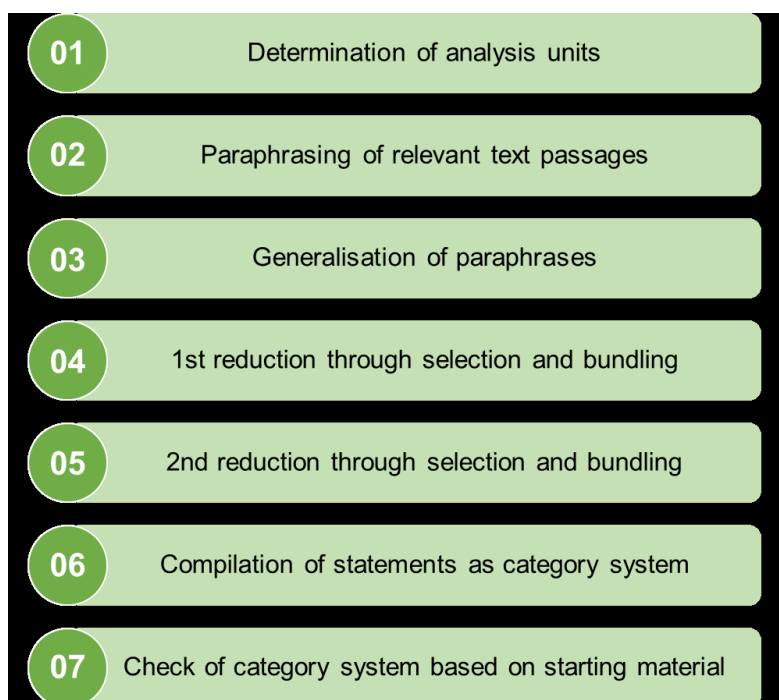 01 Determination of analysis units
02 Paraphrasing of relevant text passages
03 Generalisation of paraphrases
04 1st reduction through selection and bundling
05 2nd reduction through selection and bundling
06 Compilation of statements as category system
07 Check of category system based on starting material